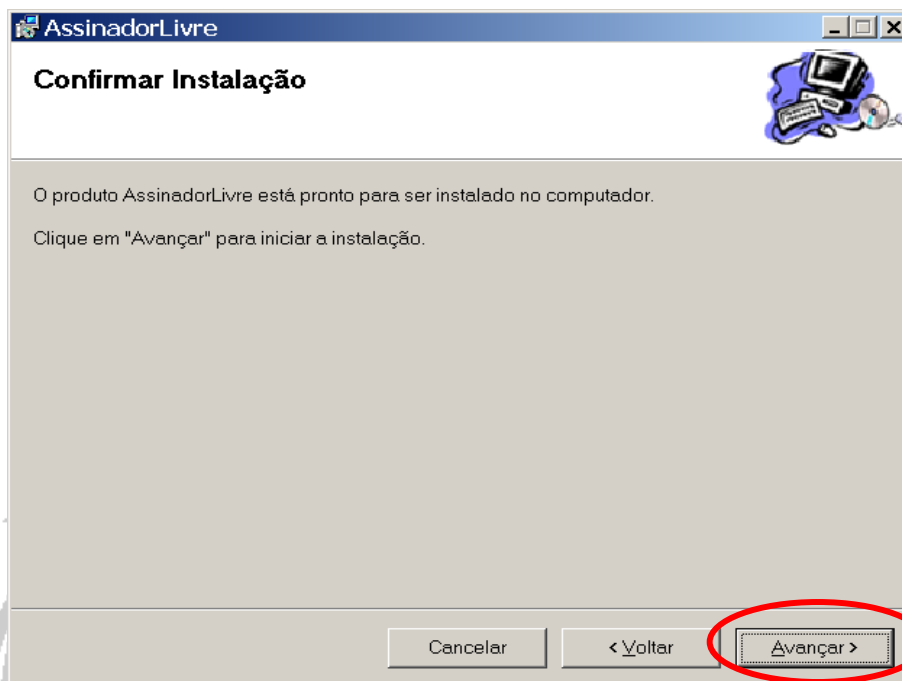 AssinadorLivre
Confirmar Instalação
O produto AssinadorLivre está pronto para ser instalado no computador.
Clique em "Avançar" para iniciar a instalação.
Cancelar
< Voltar
Avançar >